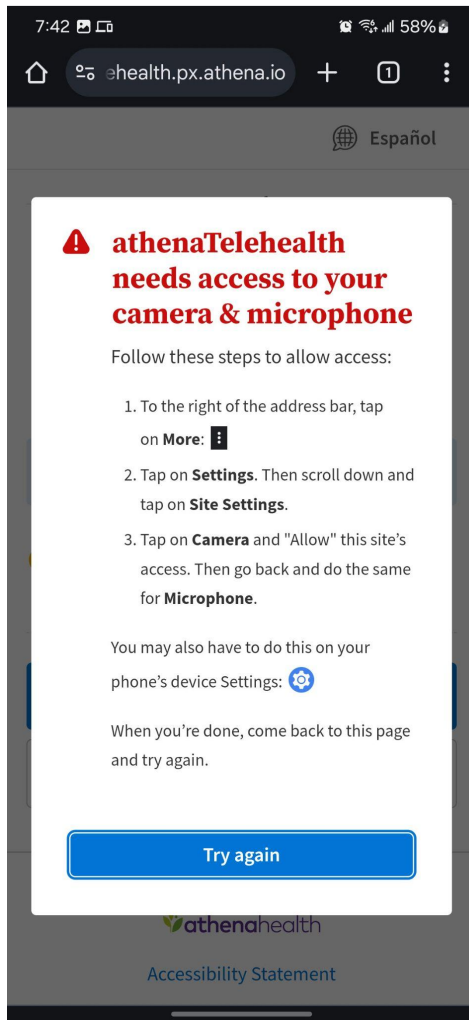 7:42 58%
ehealth.px.athena.io 1
Español
athenaTelehealth
needs access to your
camera & microphone
Follow these steps to allow access:
1. To the right of the address bar, tap
on More:
2. Tap on Settings. Then scroll down and
tap on Site Settings.
3. Tap on Camera and "Allow" this site’s
access. Then go back and do the same
for Microphone.
You may also have to do this on your
phone’s device Settings:
When you’re done, come back to this page
and try again.
Try again
athenahealth
Accessibility Statement